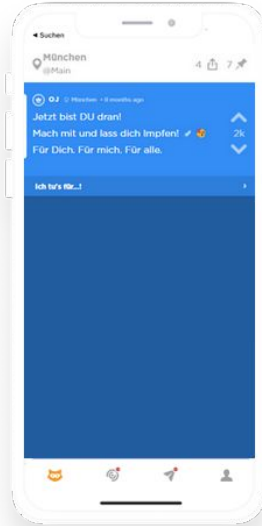 ◀ Suchen
München
@Main
4 7
OJ München • 8 months ago
Jetzt bist DU dran!
Mach mit und lass dich Impfen!
2k
Für Dich. Für mich. Für alle.
Ich tu's für...!